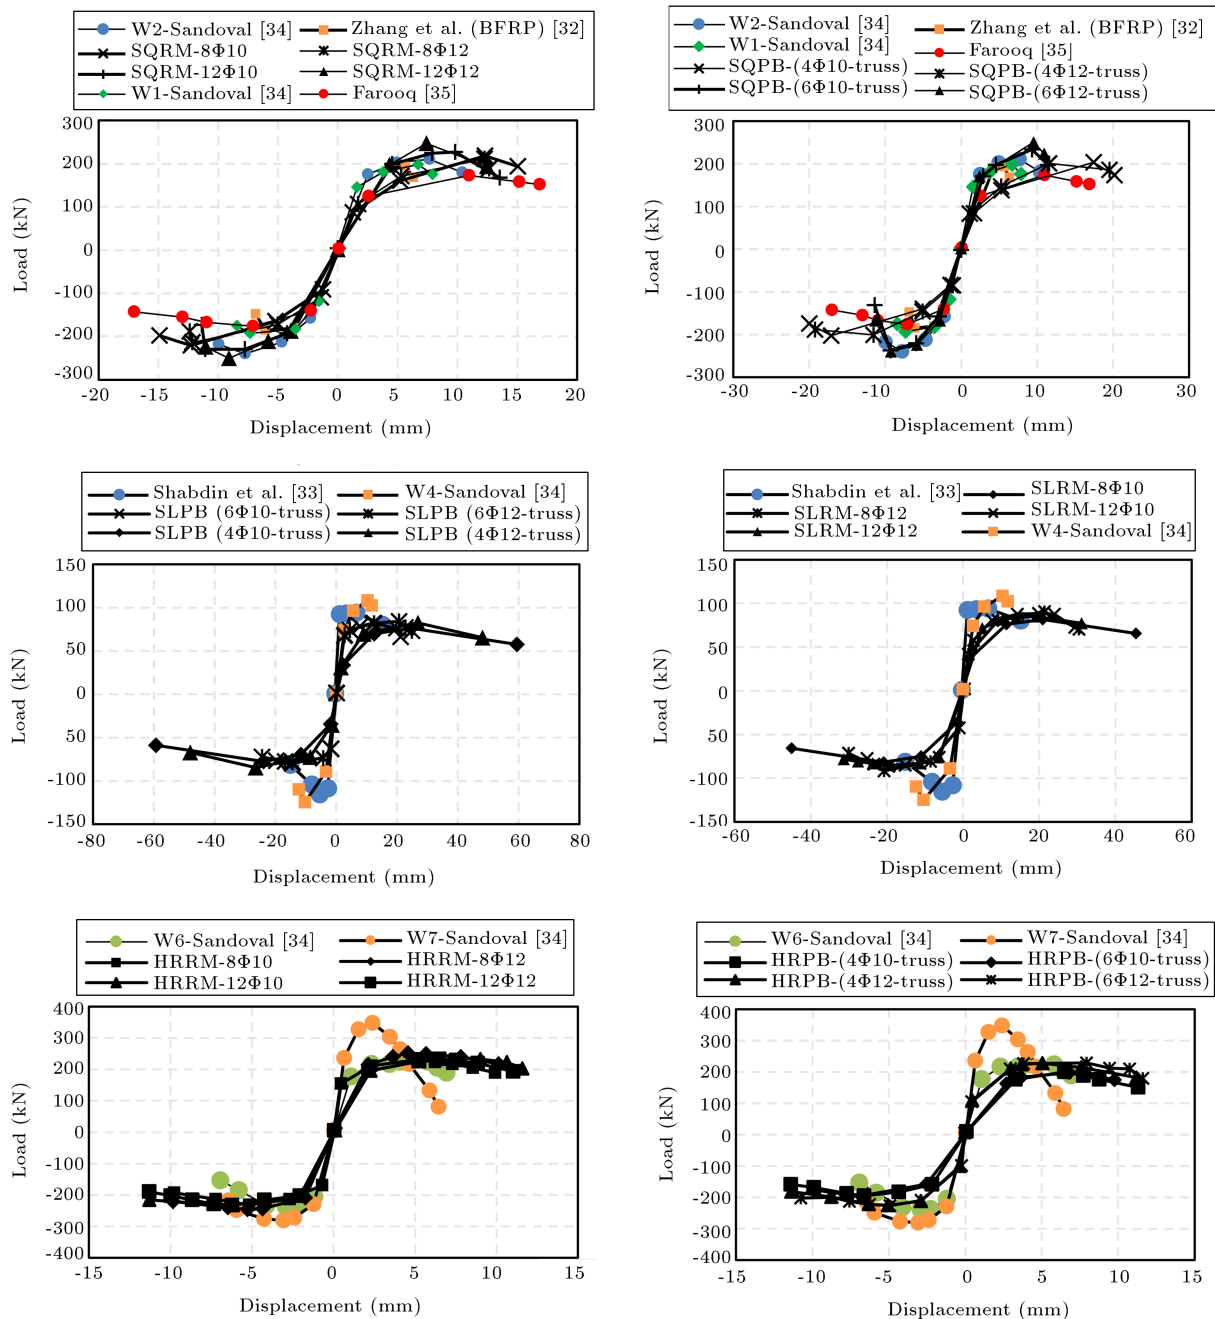 W2-Sandoval [34] Zhang et al. (BFRP) [32]
SQRM-8Φ10 SQRM-8Φ12
SQRM-12Φ10 SQRM-12Φ12
W1-Sandoval [34] Farooq [35]
300
200
100
0
-100
-200
-300
-20 -15 -10 -5 0 5 10 15 20
Load (kN)
Displacement (mm)
W2-Sandoval [34] Zhang et al. (BFRP) [32]
W1-Sandoval [34] Farooq [35]
SQPB-(4Φ10-truss) SQPB-(4Φ12-truss)
SQPB-(6Φ10-truss) SQPB-(6Φ12-truss)
300
200
100
0
-100
-200
-300
-30 -20 -10 0 10 20 30
Load (kN)
Displacement (mm)
Shabdin et al. [33] W4-Sandoval [34]
SLPB (6Φ10-truss) SLPB (6Φ12-truss)
SLPB (4Φ10-truss) SLPB (4Φ12-truss)
150
100
50
0
-50
-100
-150
-80 -60 -40 -20 0 20 40 60 80
Load (kN)
Displacement (mm)
Shabdin et al. [33] SLRM-8Φ10
SLRM-8Φ12 SLRM-12Φ10
SLRM-12Φ12 W4-Sandoval [34]
150
100
50
0
-50
-100
-150
-60 -40 -20 0 20 40 60
Load (kN)
Displacement (mm)
W6-Sandoval [34] W7-Sandoval [34]
HRRM-8Φ10 HRRM-8Φ12
HRRM-12Φ10 HRRM-12Φ12
400
300
200
100
0
-100
-200
-300
-400
-15 -10 -5 0 5 10 15
Load (kN)
Displacement (mm)
W6-Sandoval [34] W7-Sandoval [34]
HRPB-(4Φ10-truss) HRPB-(6Φ10-truss)
HRPB-(4Φ12-truss) HRPB-(6Φ12-truss)
400
300
200
100
0
-100
-200
-300
-400
-15 -10 -5 0 5 10 15
Load (kN)
Displacement (mm)